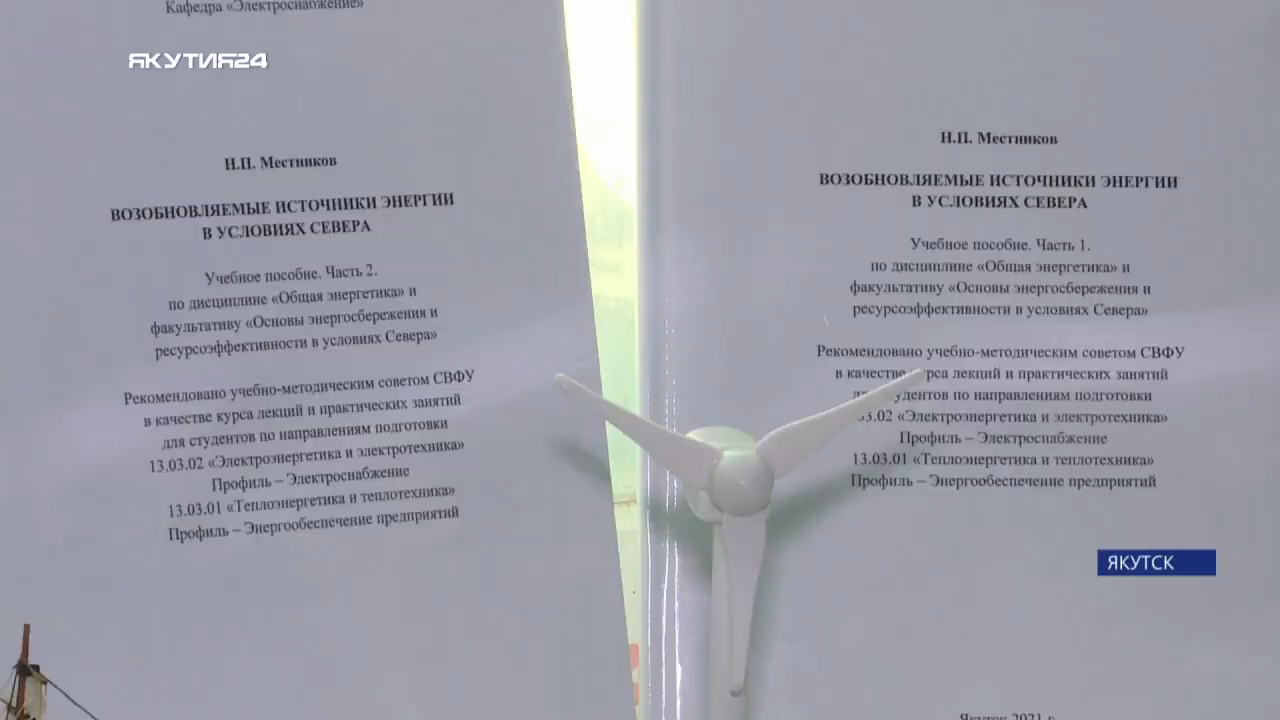 Кафедра «Электроснабжение»
ЯКУТИЯ24
Н.П. Местников
ВОЗОБНОВЛЯЕМЫЕ ИСТОЧНИКИ ЭНЕРГИИ
В УСЛОВИЯХ СЕВЕРА
Учебное пособие. Часть 2.
по дисциплине «Общая энергетика» и
факультативу «Основы энергосбережения и
ресурсоэффективности в условиях Севера»
Рекомендовано учебно-методическим советом СВФУ
в качестве курса лекций и практических занятий
для студентов по направлениям подготовки
13.03.02 «Электроэнергетика и электротехника»
Профиль – Электроснабжение
13.03.01 «Теплоэнергетика и теплотехника»
Профиль – Энергообеспечение предприятий
Н.П. Местников
ВОЗОБНОВЛЯЕМЫЕ ИСТОЧНИКИ ЭНЕРГИИ
В УСЛОВИЯХ СЕВЕРА
Учебное пособие. Часть 1.
по дисциплине «Общая энергетика» и
факультативу «Основы энергосбережения и
ресурсоэффективности в условиях Севера»
Рекомендовано учебно-методическим советом СВФУ
в качестве лекций и практических занятий
студентов по направлениям подготовки
«Электроэнергетика и электротехника»
Профиль – Электроснабжение
13.03.01 «Теплоэнергетика и теплотехника»
Профиль – Энергообеспечение предприятий
ЯКУТСК
Якутск 2021 г.